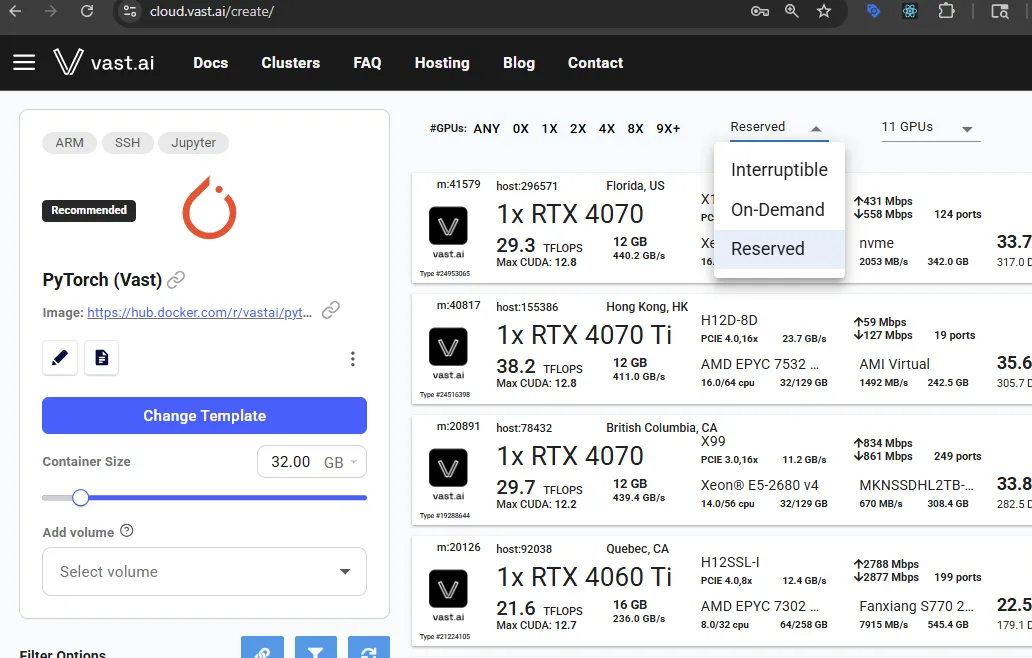 cloud.vast.ai/create/
vast.ai Docs Clusters FAQ Hosting Blog Contact
ARM SSH Jupyter
Recommended
PyTorch (Vast)
Image: https://hub.docker.com/r/vastai/pyt...
Change Template
Container Size 32.00 GB
Add volume
Select volume
Filter Options
#GPUs: ANY 0X 1X 2X 4X 8X 9X+ Reserved 11 GPUs
Interruptible
On-Demand
Reserved
m:41579 host:296571 Florida, US
1x RTX 4070 X1
PCIE
↑431 Mbps
↓558 Mbps 124 ports
vast.ai
29.3 TFLOPS 12 GB Xe nvme 33.7
Max CUDA: 12.8 440.2 GB/s 16. 2053 MB/s 342.0 GB 317.0 D
Type #24953065
m:40817 host:155386 Hong Kong, HK
1x RTX 4070 Ti H12D-8D
PCIE 4.0,16x 23.7 GB/s
↑59 Mbps
↓127 Mbps 19 ports
vast.ai
38.2 TFLOPS 12 GB AMD EPYC 7532 ... AMI Virtual 35.6
Max CUDA: 12.8 411.0 GB/s 16.0/64 cpu 32/129 GB 1492 MB/s 242.5 GB 305.7 D
Type #24516398
m:20891 host:78432 British Columbia, CA
1x RTX 4070 X99
PCIE 3.0,16x 11.2 GB/s
↑834 Mbps
↓861 Mbps 249 ports
vast.ai
29.7 TFLOPS 12 GB Xeon® E5-2680 v4 MKNSSDHL2TB-... 33.8
Max CUDA: 12.2 439.4 GB/s 14.0/56 cpu 32/129 GB 670 MB/s 308.4 GB 282.5 D
Type #19288644
m:20126 host:92038 Quebec, CA
1x RTX 4060 Ti H12SSL-I
PCIE 4.0,8x 12.4 GB/s
↑2788 Mbps
↓2877 Mbps 199 ports
vast.ai
21.6 TFLOPS 16 GB AMD EPYC 7302 ... Fanxiang S770 2... 22.5
Max CUDA: 12.7 236.0 GB/s 8.0/32 cpu 64/258 GB 7915 MB/s 545.4 GB 179.1 D
Type #21224105